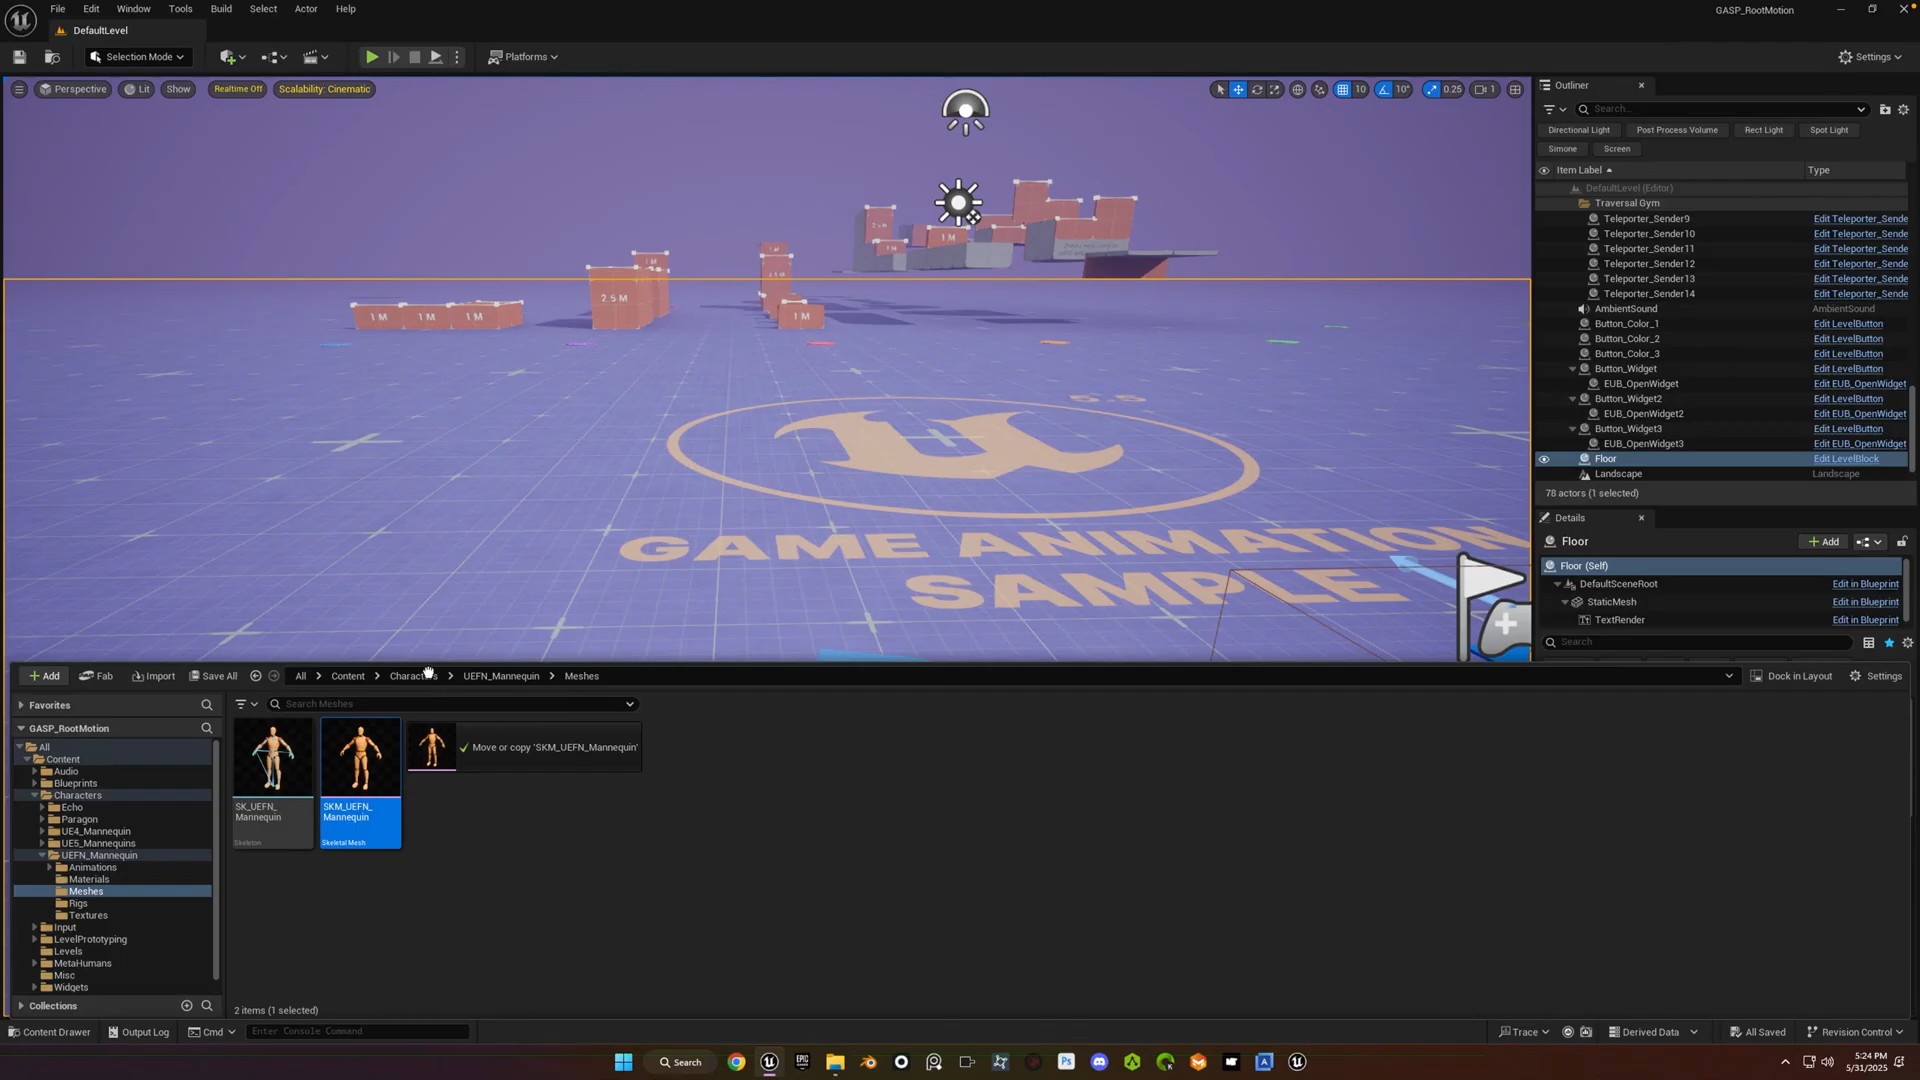 File Edit Window Tools Build Select Actor Help
GASP_RootMotion
DefaultLevel
Selection Mode
Platforms
Settings
Perspective Lit Show Realtime Off Scalability: Cinematic
10 10° 0.25 1
2.5 M
1 M
1 M
1 M
1 M
1 M
1 M
5.5
GAME ANIMATION
SAMPLE
Outliner
Search...
Directional Light Post Process Volume Rect Light Spot Light
Simone Screen
Item Label Type
DefaultLevel (Editor)
Traversal Gym
Teleporter_Sender9 Edit Teleporter_Sende
Teleporter_Sender10 Edit Teleporter_Sende
Teleporter_Sender11 Edit Teleporter_Sende
Teleporter_Sender12 Edit Teleporter_Sende
Teleporter_Sender13 Edit Teleporter_Sende
Teleporter_Sender14 Edit Teleporter_Sende
AmbientSound AmbientSound
Button_Color_1 Edit LevelButton
Button_Color_2 Edit LevelButton
Button_Color_3 Edit LevelButton
Button_Widget Edit LevelButton
EUB_OpenWidget Edit EUB_OpenWidget
Button_Widget2 Edit LevelButton
EUB_OpenWidget2 Edit EUB_OpenWidget
Button_Widget3 Edit LevelButton
EUB_OpenWidget3 Edit EUB_OpenWidget
Floor Edit LevelBlock
Landscape Landscape
78 actors (1 selected)
Details
Floor
Add
Floor (Self)
DefaultSceneRoot Edit in Blueprint
StaticMesh Edit in Blueprint
TextRender Edit in Blueprint
Search
Add Fab Import Save All All Content Characters UEFN_Mannequin Meshes
Dock in Layout Settings
Favorites
GASP_RootMotion
All
Content
Audio
Blueprints
Characters
Echo
Paragon
UE4_Mannequin
UE5_Mannequins
UEFN_Mannequin
Animations
Materials
Meshes
Rigs
Textures
Input
LevelPrototyping
Levels
MetaHumans
Misc
Widgets
Collections
Search Meshes
SK_UEFN_
Mannequin
Skeleton
SKM_UEFN_
Mannequin
Skeletal Mesh
Move or copy 'SKM_UEFN_Mannequin'
2 items (1 selected)
Content Drawer Output Log Cmd Enter Console Command
Trace Derived Data All Saved Revision Control
Search
EPIC
Ps
5:24 PM
5/31/2025